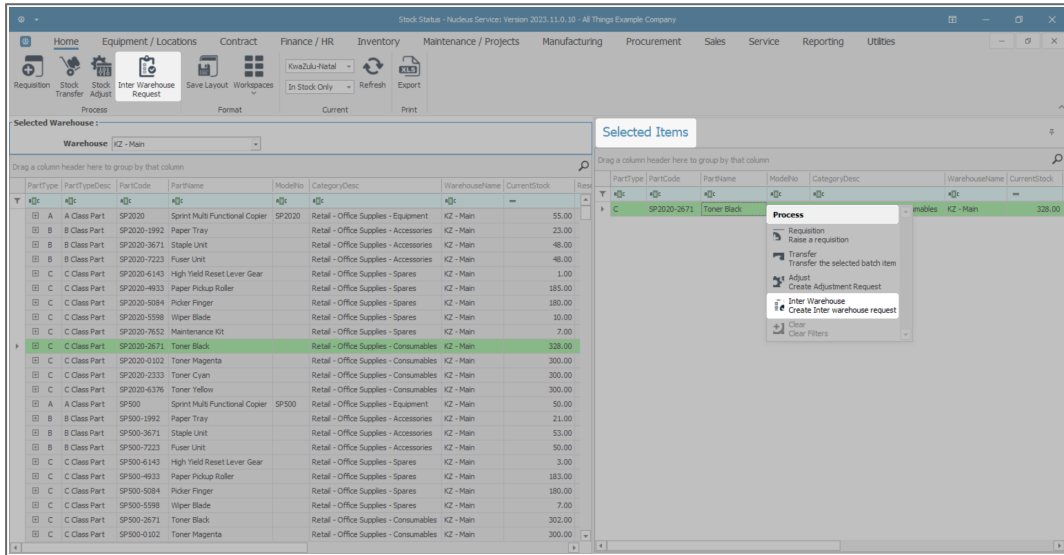 Stock Status - Nucleus Service: Version 2023.11.0.10 - All Things Example Company
Home Equipment / Locations Contract Finance / HR Inventory Maintenance / Projects Manufacturing Procurement Sales Service Reporting Utilities
Requisition Stock Transfer Stock Adjust Inter Warehouse Request Save Layout Workspaces KwaZulu-Natal In Stock Only Refresh Export
Process Format Current Print
Selected Warehouse :
Warehouse KZ - Main
Drag a column header here to group by that column
PartType PartTypeDesc PartCode PartName ModelNo CategoryDesc WarehouseName CurrentStock Rese
A A Class Part SP2020 Sprint Multi Functional Copier SP2020 Retail - Office Supplies - Equipment KZ - Main 55.00
B B Class Part SP2020-1992 Paper Tray Retail - Office Supplies - Accessories KZ - Main 23.00
B B Class Part SP2020-3671 Staple Unit Retail - Office Supplies - Accessories KZ - Main 48.00
B B Class Part SP2020-7223 Fuser Unit Retail - Office Supplies - Accessories KZ - Main 48.00
C C Class Part SP2020-6143 High Yield Reset Lever Gear Retail - Office Supplies - Spares KZ - Main 1.00
C C Class Part SP2020-4933 Paper Pickup Roller Retail - Office Supplies - Spares KZ - Main 185.00
C C Class Part SP2020-5084 Picker Finger Retail - Office Supplies - Spares KZ - Main 180.00
C C Class Part SP2020-5598 Wiper Blade Retail - Office Supplies - Spares KZ - Main 10.00
C C Class Part SP2020-7652 Maintenance Kit Retail - Office Supplies - Spares KZ - Main 7.00
C C Class Part SP2020-2671 Toner Black Retail - Office Supplies - Consumables KZ - Main 328.00
C C Class Part SP2020-0102 Toner Magenta Retail - Office Supplies - Consumables KZ - Main 300.00
C C Class Part SP2020-2333 Toner Cyan Retail - Office Supplies - Consumables KZ - Main 300.00
C C Class Part SP2020-6376 Toner Yellow Retail - Office Supplies - Consumables KZ - Main 300.00
A A Class Part SP500 Sprint Multi Functional Copier SP500 Retail - Office Supplies - Equipment KZ - Main 50.00
B B Class Part SP500-1992 Paper Tray Retail - Office Supplies - Accessories KZ - Main 21.00
B B Class Part SP500-3671 Staple Unit Retail - Office Supplies - Accessories KZ - Main 53.00
B B Class Part SP500-7223 Fuser Unit Retail - Office Supplies - Accessories KZ - Main 50.00
C C Class Part SP500-6143 High Yield Reset Lever Gear Retail - Office Supplies - Spares KZ - Main 3.00
C C Class Part SP500-4933 Paper Pickup Roller Retail - Office Supplies - Spares KZ - Main 183.00
C C Class Part SP500-5084 Picker Finger Retail - Office Supplies - Spares KZ - Main 180.00
C C Class Part SP500-5598 Wiper Blade Retail - Office Supplies - Spares KZ - Main 7.00
C C Class Part SP500-2671 Toner Black Retail - Office Supplies - Consumables KZ - Main 302.00
C C Class Part SP500-0102 Toner Magenta Retail - Office Supplies - Consumables KZ - Main 300.00
Selected Items
Drag a column header here to group by that column
PartType PartCode PartName ModelNo CategoryDesc WarehouseName CurrentStock
C SP2020-2671 Toner Black umables KZ - Main 328.00
Process
Requisition
Raise a requisition
Transfer
Transfer the selected batch item
Adjust
Create Adjustment Request
Inter Warehouse
Create Inter warehouse request
Clear
Clear Filters